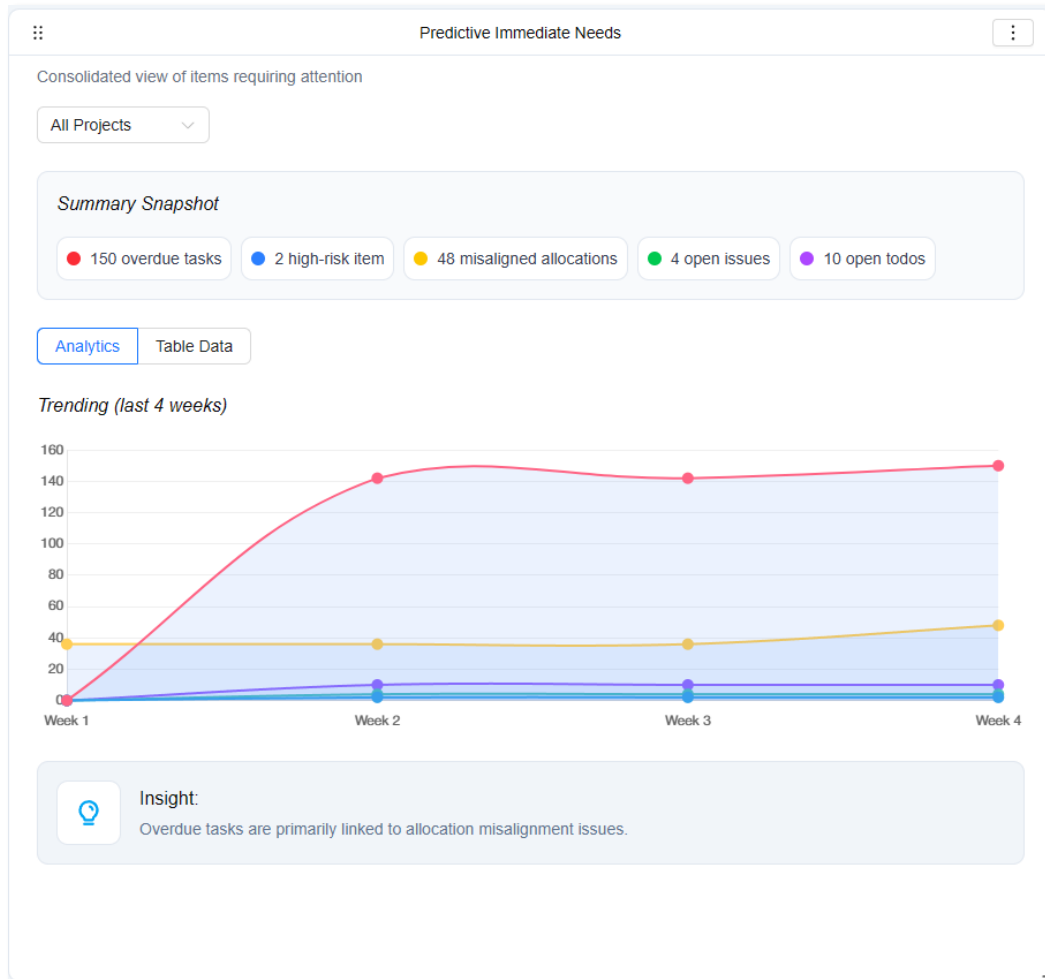 Predictive Immediate Needs
Consolidated view of items requiring attention
All Projects
Summary Snapshot
150 overdue tasks
2 high-risk item
48 misaligned allocations
4 open issues
10 open todos
Analytics
Table Data
Trending (last 4 weeks)
160
140
120
100
80
60
40
20
0
Week 1
Week 2
Week 3
Week 4
Insight:
Overdue tasks are primarily linked to allocation misalignment issues.